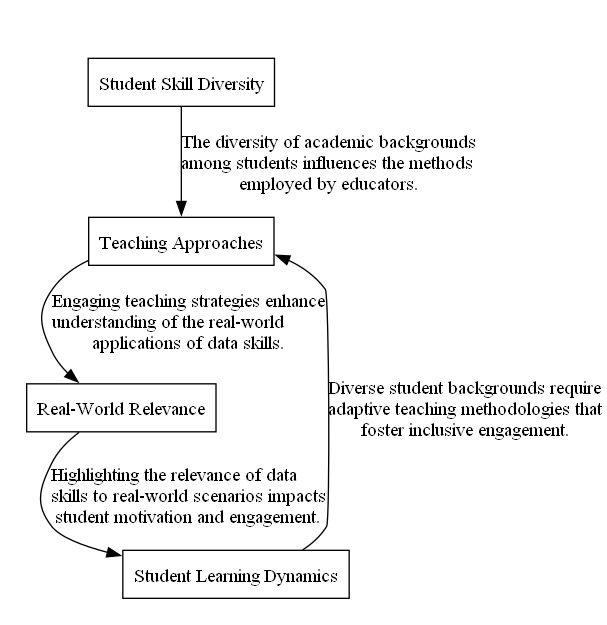 Student Skill Diversity
The diversity of academic backgrounds
among students influences the methods
employed by educators.
Teaching Approaches
Engaging teaching strategies enhance
understanding of the real-world
applications of data skills.
Diverse student backgrounds require
adaptive teaching methodologies that
foster inclusive engagement.
Real-World Relevance
Highlighting the relevance of data
skills to real-world scenarios impacts
student motivation and engagement.
Student Learning Dynamics